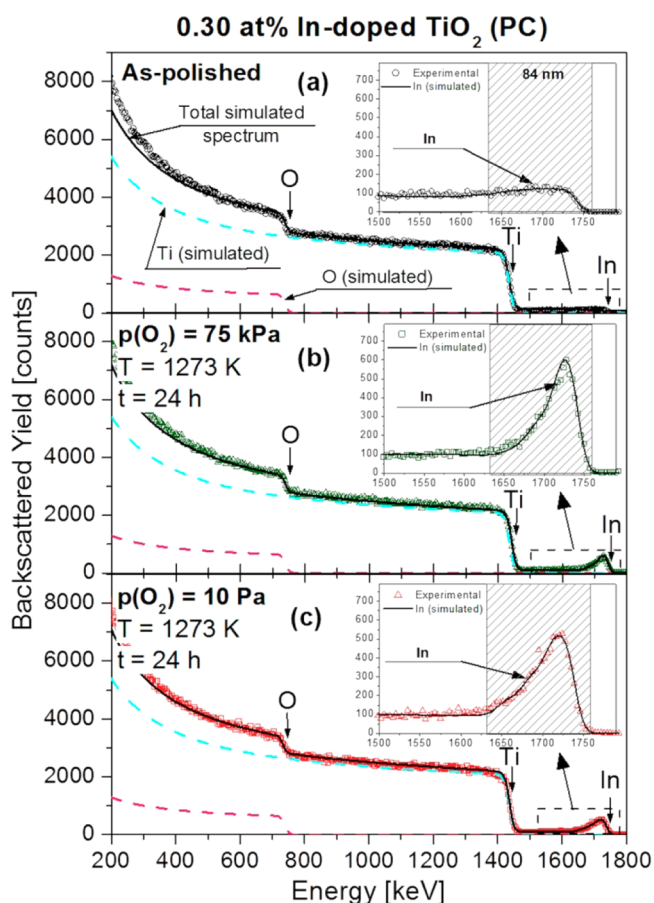 0.30 at% In-doped TiO₂ (PC)
Backscattered Yield [counts]
8000
6000
4000
2000
0
As-polished
(a)
Total simulated
spectrum
Ti (simulated)
O
O (simulated)
Ti
In
700
600
500
400
300
200
100
0
Experimental
In (simulated)
84 nm
In
1500 1550 1600 1650 1700 1750
8000
6000
4000
2000
0
p(O₂) = 75 kPa
T = 1273 K
t = 24 h
(b)
O
Ti
In
700
600
500
400
300
200
100
0
Experimental
In (simulated)
In
1500 1550 1600 1650 1700 1750
8000
6000
4000
2000
0
p(O₂) = 10 Pa
T = 1273 K
t = 24 h
(c)
O
Ti
In
700
600
500
400
300
200
100
0
Experimental
In (simulated)
In
1500 1550 1600 1650 1700 1750
200 400 600 800 1000 1200 1400 1600 1800
Energy [keV]